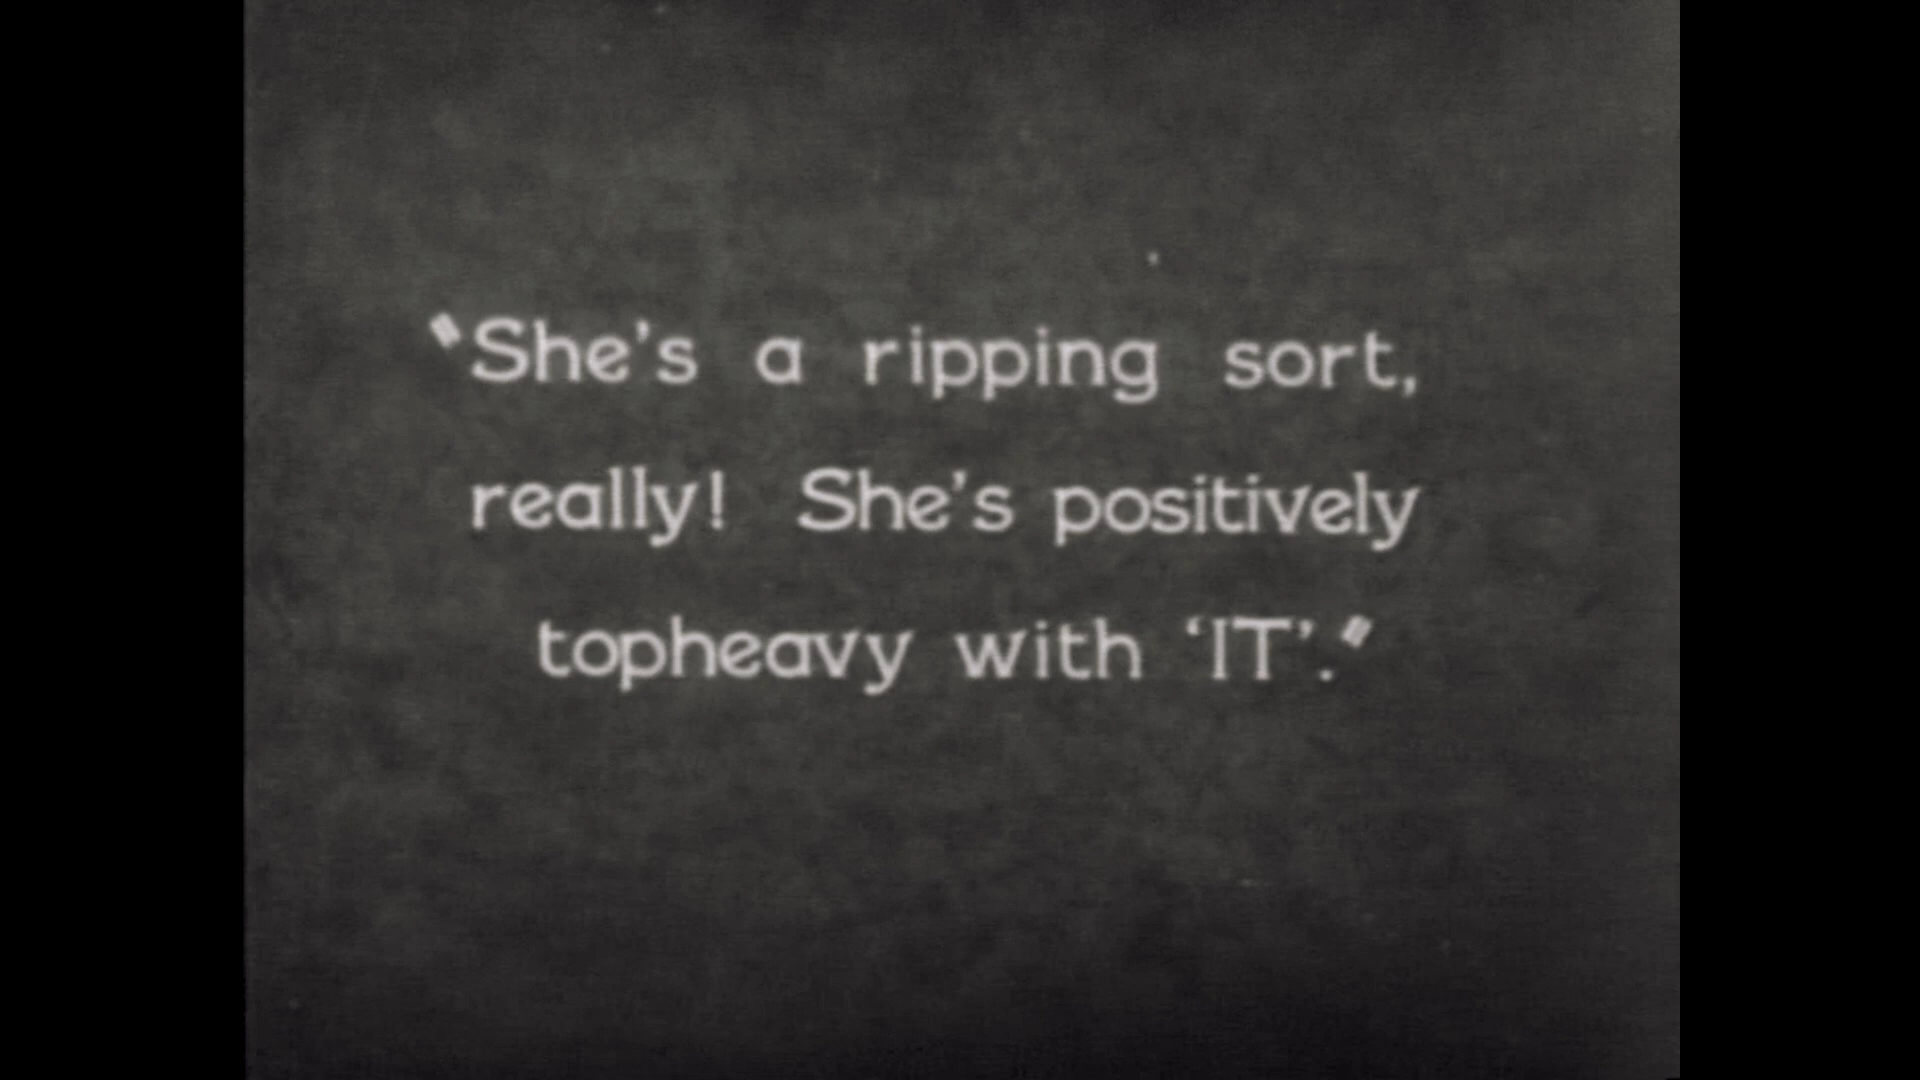 “She’s a ripping sort,
really! She’s positively
topheavy with ‘IT’.”